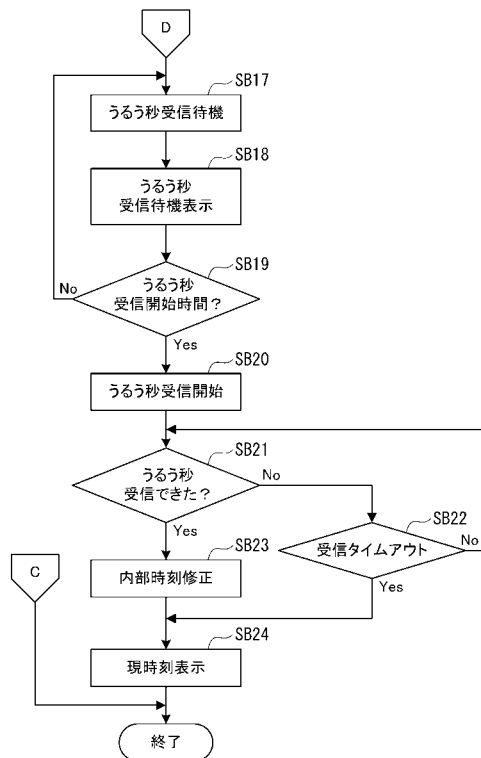 D
SB17
うるう秒受信待機
SB18
うるう秒
受信待機表示
SB19
うるう秒
受信開始時間？
No
Yes
SB20
うるう秒受信開始
SB21
うるう秒
受信できた？
No
Yes
SB22
受信タイムアウト
No
Yes
SB23
内部時刻修正
C
SB24
現時刻表示
終了